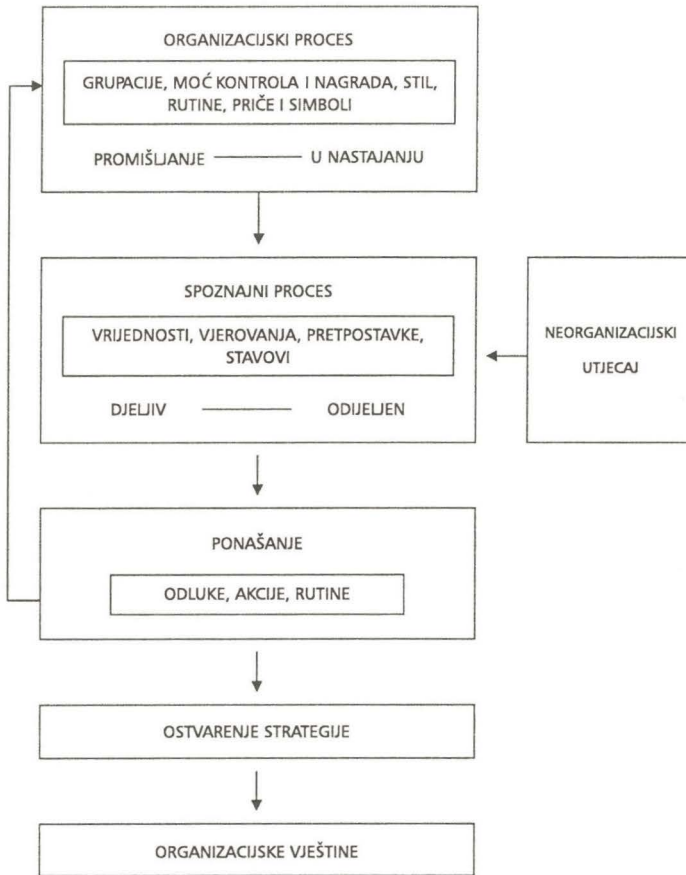 ORGANIZACIJSKI PROCES
GRUPACIJE, MOĆ KONTROLA I NAGRADA, STIL,
RUTINE, PRIČE I SIMBOLI
PROMIŠLJANJE U NASTAJANJU
SPOZNAJNI PROCES
VRIJEDNOSTI, VJEROVANJA, PRETPOSTAVKE,
STAVOVI
DJELJIV ODIJELJEN
NEORGANIZACIJSKI
UTJECAJ
PONAŠANJE
ODLUKE, AKCIJE, RUTINE
OSTVARENJE STRATEGIJE
ORGANIZACIJSKE VJEŠTINE